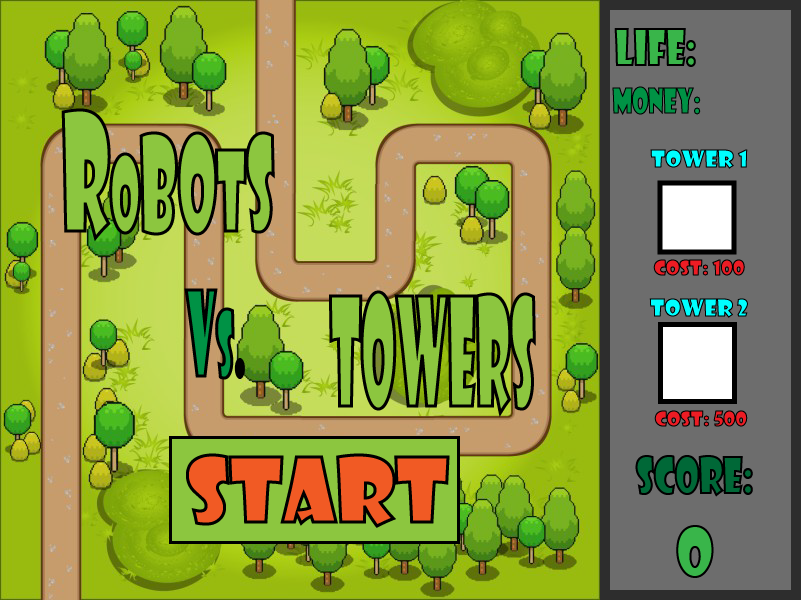 ROBOTS
Vs.
TOWERS
START
LIFE:
MONEY:
TOWER 1
COST: 100
TOWER 2
COST: 500
SCORE:
0